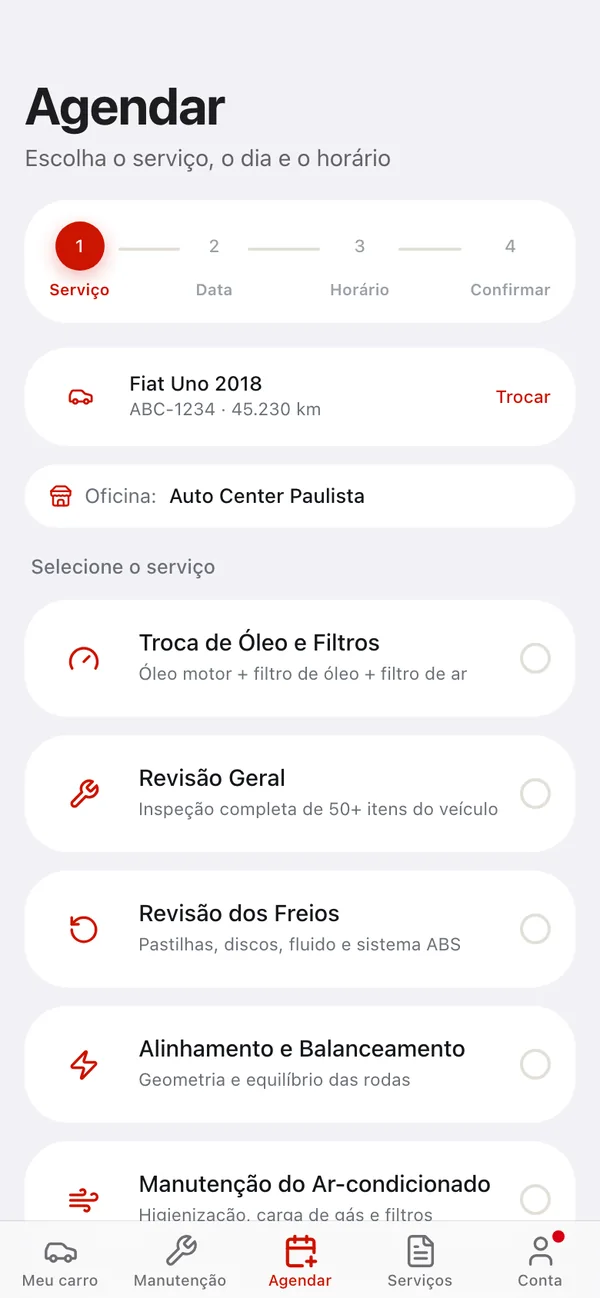 Agendar
Escolha o serviço, o dia e o horário
1
2
3
4
Serviço
Data
Horário
Confirmar
Fiat Uno 2018
ABC-1234 · 45.230 km
Trocar
Oficina: Auto Center Paulista
Selecione o serviço
Troca de Óleo e Filtros
Óleo motor + filtro de óleo + filtro de ar
Revisão Geral
Inspeção completa de 50+ itens do veículo
Revisão dos Freios
Pastilhas, discos, fluido e sistema ABS
Alinhamento e Balanceamento
Geometria e equilíbrio das rodas
Manutenção do Ar-condicionado
Higienização, carga de gás e filtros
Meu carro
Manutenção
Agendar
Serviços
Conta